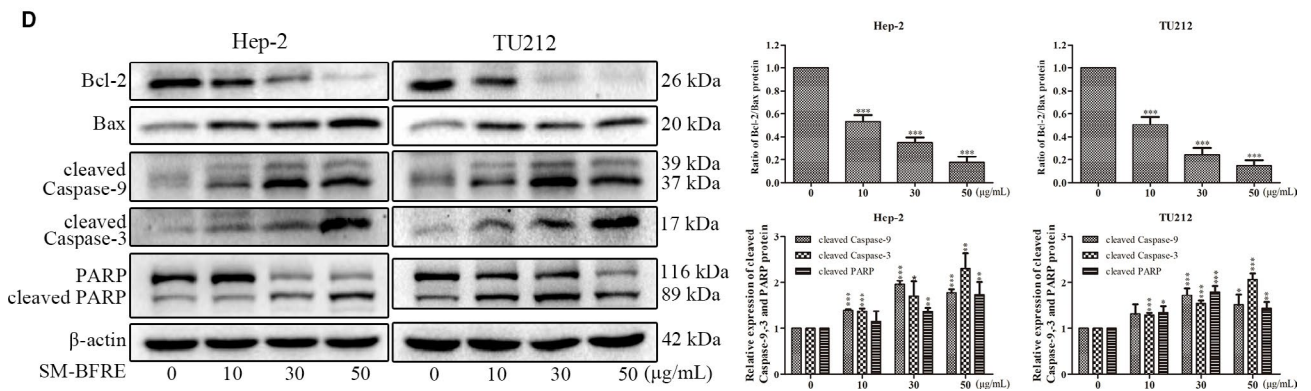 D
Hep-2 TU212
Bcl-2 26 kDa
Bax 20 kDa
cleaved 39 kDa
Caspase-9 37 kDa
cleaved 17 kDa
Caspase-3
PARP 116 kDa
cleaved PARP 89 kDa
β-actin 42 kDa
SM-BFRE 0 10 30 50 0 10 30 50 (μg/mL)
Hep-2
Ratio of Bcl-2/Bax protein
1.2
1.0
0.8
0.6
0.4
0.2
0.0
*** *** ***
0 10 30 50 (μg/mL)
TU212
Ratio of Bcl-2/Bax protein
1.2
1.0
0.8
0.6
0.4
0.2
0.0
*** *** ***
0 10 30 50 (μg/mL)
Hep-2
Relative expression of cleaved
Caspase-9,-3 and PARP protein
3
2
1
0
cleaved Caspase-9
cleaved Caspase-3
cleaved PARP
*** *** *** * ** *** ** **
0 10 30 50 (μg/mL)
TU212
Relative expression of cleaved
Caspase-9,-3 and PARP protein
3
2
1
0
cleaved Caspase-9
cleaved Caspase-3
cleaved PARP
*** * *** *** *** * *** **
0 10 30 50 (μg/mL)